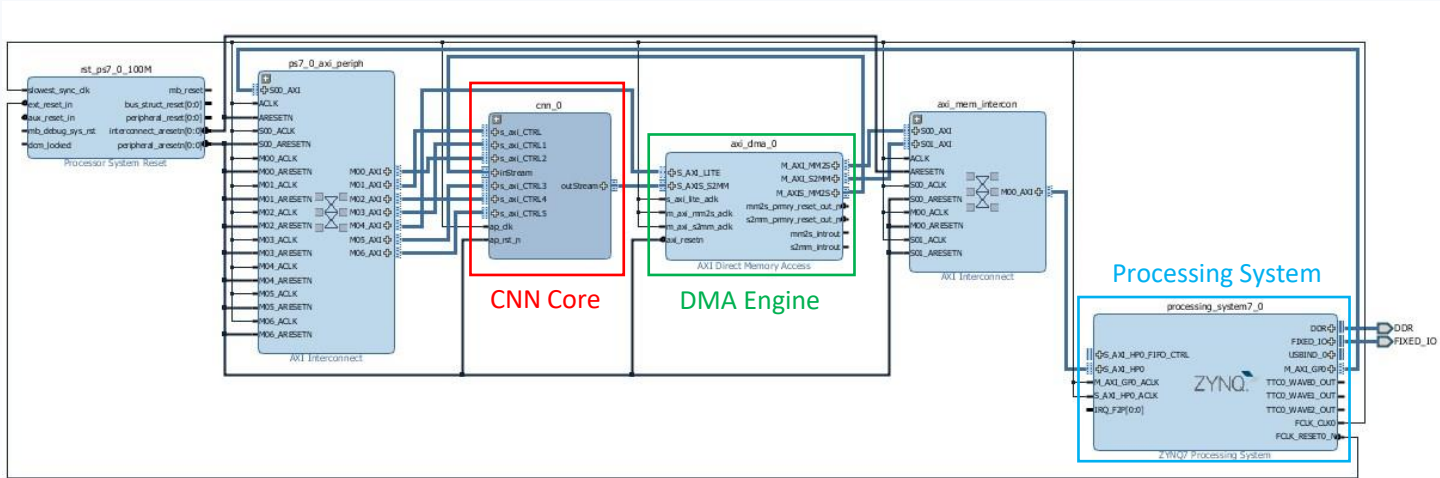 rst_ps7_0_100M
slowest_sync_clk
ext_reset_in
aux_reset_in
mb_debug_sys_rst
dcm_locked
mb_reset
bus_struct_reset[0:0]
peripheral_reset[0:0]
interconnect_aresetn[0:0]
peripheral_aresetn[0:0]
Processor System Reset
ps7_0_axi_periph
S00_AXI
ACLK
ARESETN
S00_ACLK
S00_ARESETN
M00_ACLK
M00_ARESETN
M01_ACLK
M01_ARESETN
M02_ACLK
M02_ARESETN
M03_ACLK
M03_ARESETN
M04_ACLK
M04_ARESETN
M05_ACLK
M05_ARESETN
M06_ACLK
M06_ARESETN
M00_AXI
M01_AXI
M02_AXI
M03_AXI
M04_AXI
M05_AXI
M06_AXI
AXI Interconnect
cnn_0
s_axi_CTRL
s_axi_CTRL1
s_axi_CTRL2
inStream
s_axi_CTRL3
s_axi_CTRL4
s_axi_CTRL5
ap_clk
ap_rst_n
outStream
CNN Core
axi_dma_0
S_AXI_LITE
S_AXIS_S2MM
s_axi_lite_aclk
m_axi_mm2s_aclk
m_axi_s2mm_aclk
axi_resetn
M_AXI_MM2S
M_AXI_S2MM
M_AXIS_MM2S
mm2s_prmry_reset_out_n
s2mm_prmry_reset_out_n
mm2s_introut
s2mm_introut
AXI Direct Memory Access
DMA Engine
axi_mem_intercon
S00_AXI
S01_AXI
ACLK
ARESETN
S00_ACLK
S00_ARESETN
M00_ACLK
M00_ARESETN
S01_ACLK
S01_ARESETN
M00_AXI
AXI Interconnect
Processing System
processing_system7_0
S_AXI_HP0_FIFO_CTRL
S_AXI_HP0
M_AXI_GP0_ACLK
S_AXI_HP0_ACLK
IRQ_F2P[0:0]
ZYNQ
DDR
FIXED_IO
USBIND_0
M_AXI_GP0
TTC0_WAVE0_OUT
TTC0_WAVE1_OUT
TTC0_WAVE2_OUT
FCLK_CLK0
FCLK_RESET0_N
ZYNQ7 Processing System
DDR
FIXED_IO